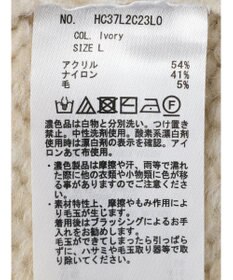 NO. HC37L2C23L0
COL. Ivory
SIZE L
アクリル 54%
ナイロン 41%
毛 5%
濃色品は白物と分別洗い。つけ置き
禁止。中性洗剤使用。酸素系漂白剤
使用時は漂白剤の表示を確認。アイ
ロンあて布使用。
・濃色製品は摩擦や汗、雨等で濡れ
た際に他の衣類や小物類に色が移
る事がありますのでご注意くださ
い。
・素材特性上、摩擦やもみ作用によ
り毛玉が生じます。
着用後はブラッシングによるお手
入れをお勧めします。
毛玉ができてしまったら引っぱら
ずに、ハサミや毛玉取り器等で取
り除いてください。